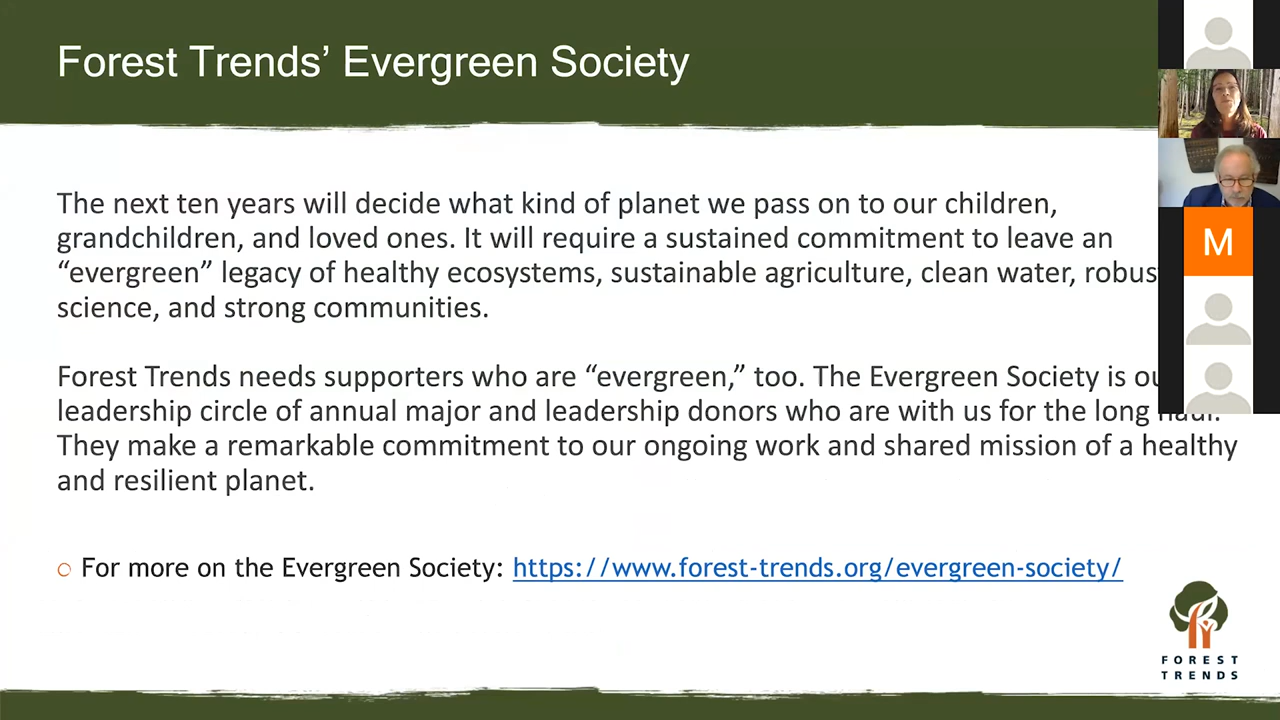 Forest Trends’ Evergreen Society
The next ten years will decide what kind of planet we pass on to our children,
grandchildren, and loved ones. It will require a sustained commitment to leave an
“evergreen” legacy of healthy ecosystems, sustainable agriculture, clean water, robus
science, and strong communities.
Forest Trends needs supporters who are “evergreen,” too. The Evergreen Society is ou
leadership circle of annual major and leadership donors who are with us for the long haul.
They make a remarkable commitment to our ongoing work and shared mission of a healthy
and resilient planet.
For more on the Evergreen Society: https://www.forest-trends.org/evergreen-society/
M
FOREST
TRENDS